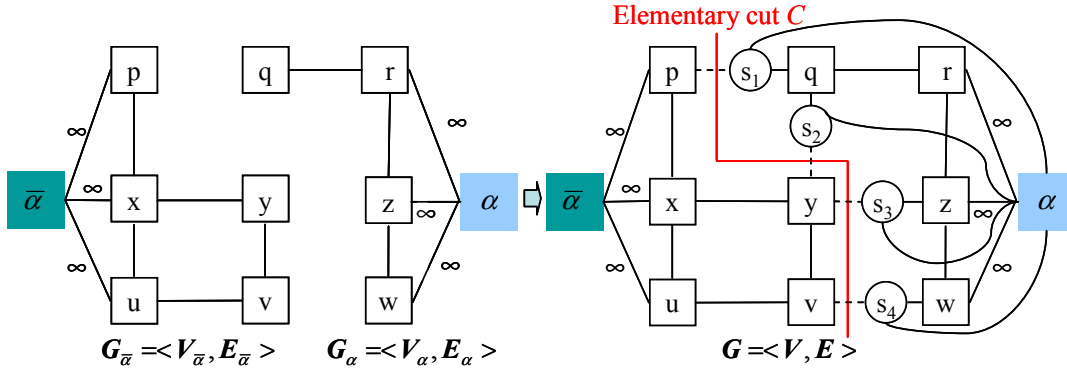 Elementary cut C
p q r p s₁ q r
∞ ∞ ∞ s₂ ∞
ᾱ ∞ x y z ∞ α ᾱ ∞ x y s₃ z ∞ α
∞ ∞ ∞ ∞
u v w u v s₄ w
G_ᾱ =<V_ᾱ, E_ᾱ > G_α =<V_α, E_α > G =<V, E >